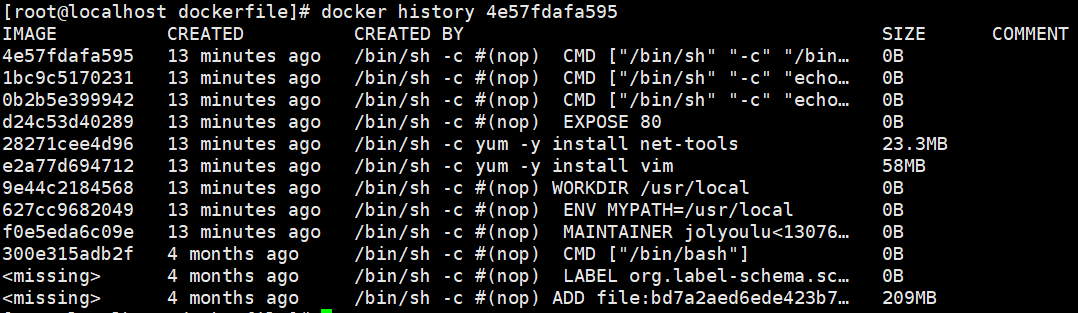 [root@localhost dockerfile]# docker history 4e57fdafa595
IMAGE CREATED CREATED BY SIZE COMMENT
4e57fdafa595 13 minutes ago /bin/sh -c #(nop) CMD ["/bin/sh" "-c" "/bin… 0B
1bc9c5170231 13 minutes ago /bin/sh -c #(nop) CMD ["/bin/sh" "-c" "echo… 0B
0b2b5e399942 13 minutes ago /bin/sh -c #(nop) CMD ["/bin/sh" "-c" "echo… 0B
d24c53d40289 13 minutes ago /bin/sh -c #(nop) EXPOSE 80 0B
28271cee4d96 13 minutes ago /bin/sh -c yum -y install net-tools 23.3MB
e2a77d694712 13 minutes ago /bin/sh -c yum -y install vim 58MB
9e44c2184568 13 minutes ago /bin/sh -c #(nop) WORKDIR /usr/local 0B
627cc9682049 13 minutes ago /bin/sh -c #(nop) ENV MYPATH=/usr/local 0B
f0e5eda6c09e 13 minutes ago /bin/sh -c #(nop) MAINTAINER jolyoulu<13076… 0B
300e315adb2f 4 months ago /bin/sh -c #(nop) CMD ["/bin/bash"] 0B
<missing> 4 months ago /bin/sh -c #(nop) LABEL org.label-schema.sc… 0B
<missing> 4 months ago /bin/sh -c #(nop) ADD file:bd7a2aed6ede423b7… 209MB